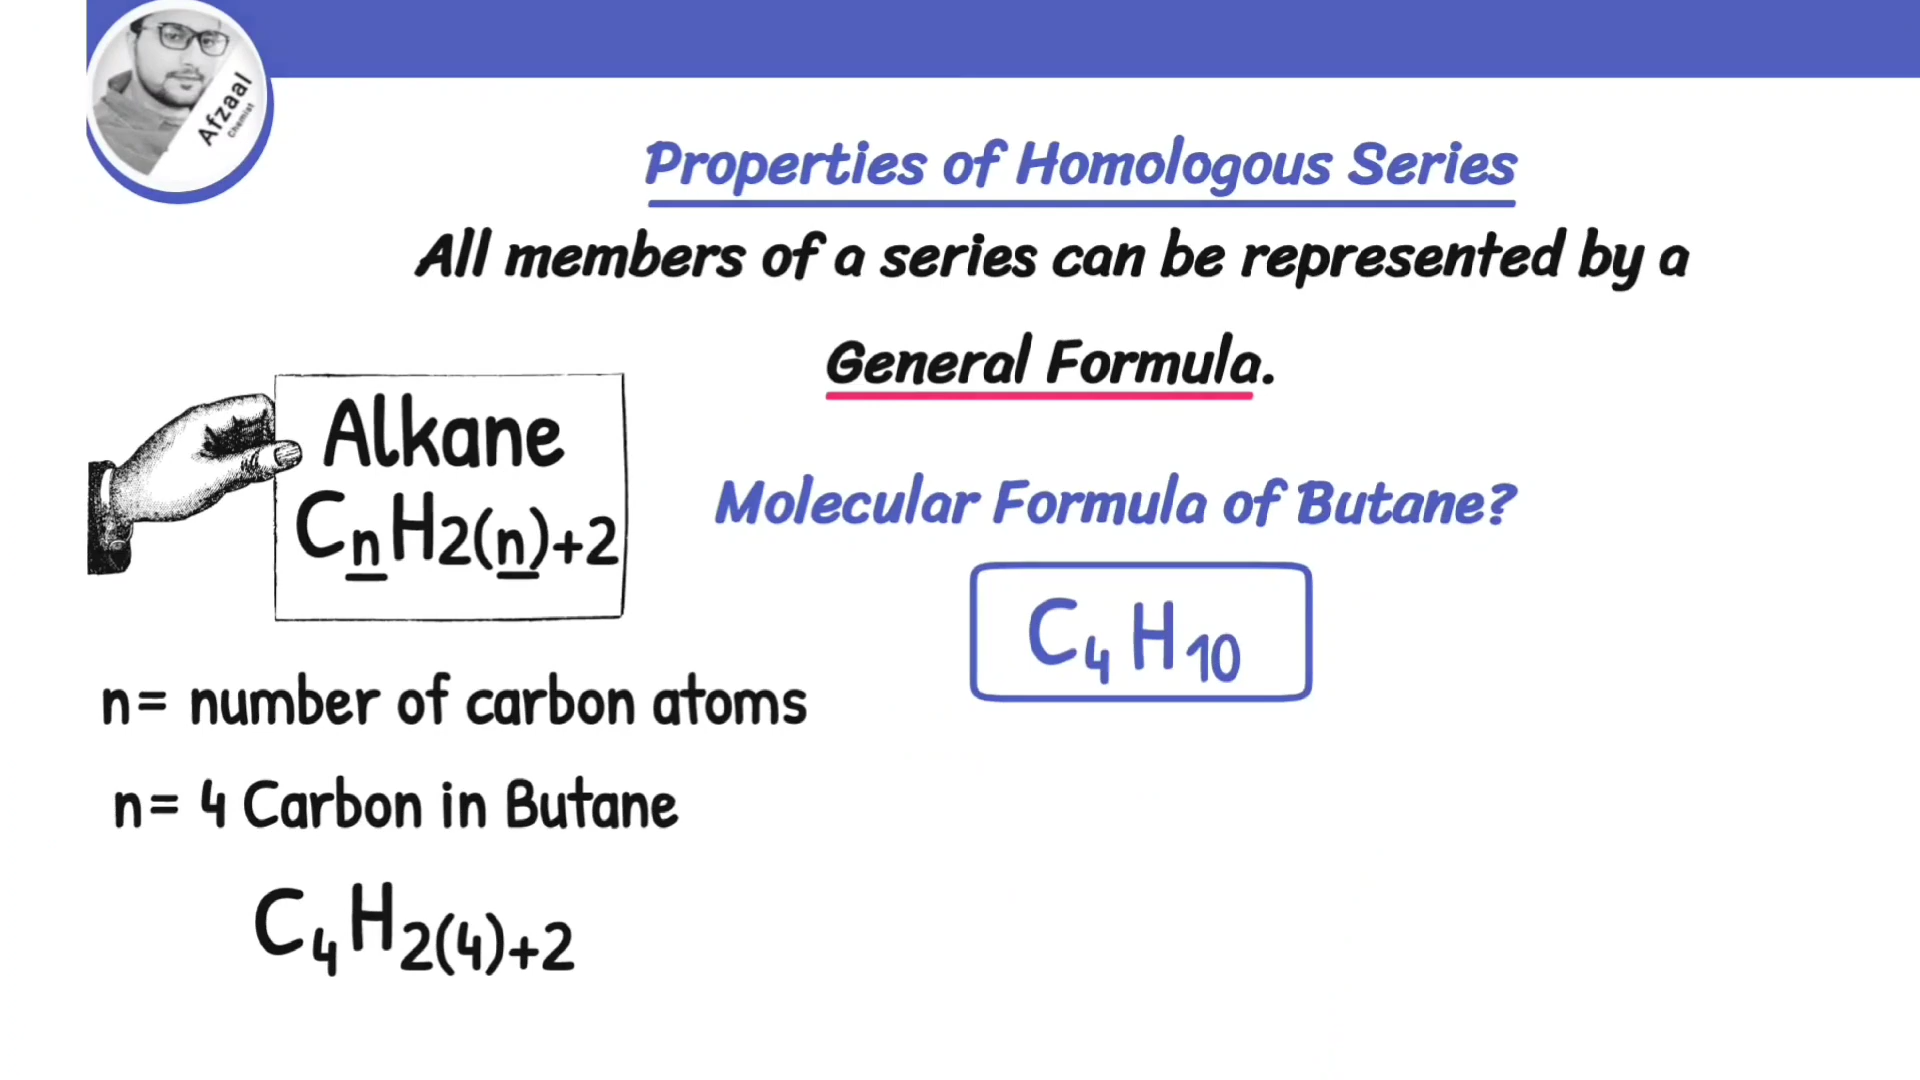 Afzaal
Chemist
Properties of Homologous Series
All members of a series can be represented by a
General Formula.
Alkane
CnH2(n)+2
Molecular Formula of Butane?
C4H10
n= number of carbon atoms
n= 4 Carbon in Butane
C4H2(4)+2